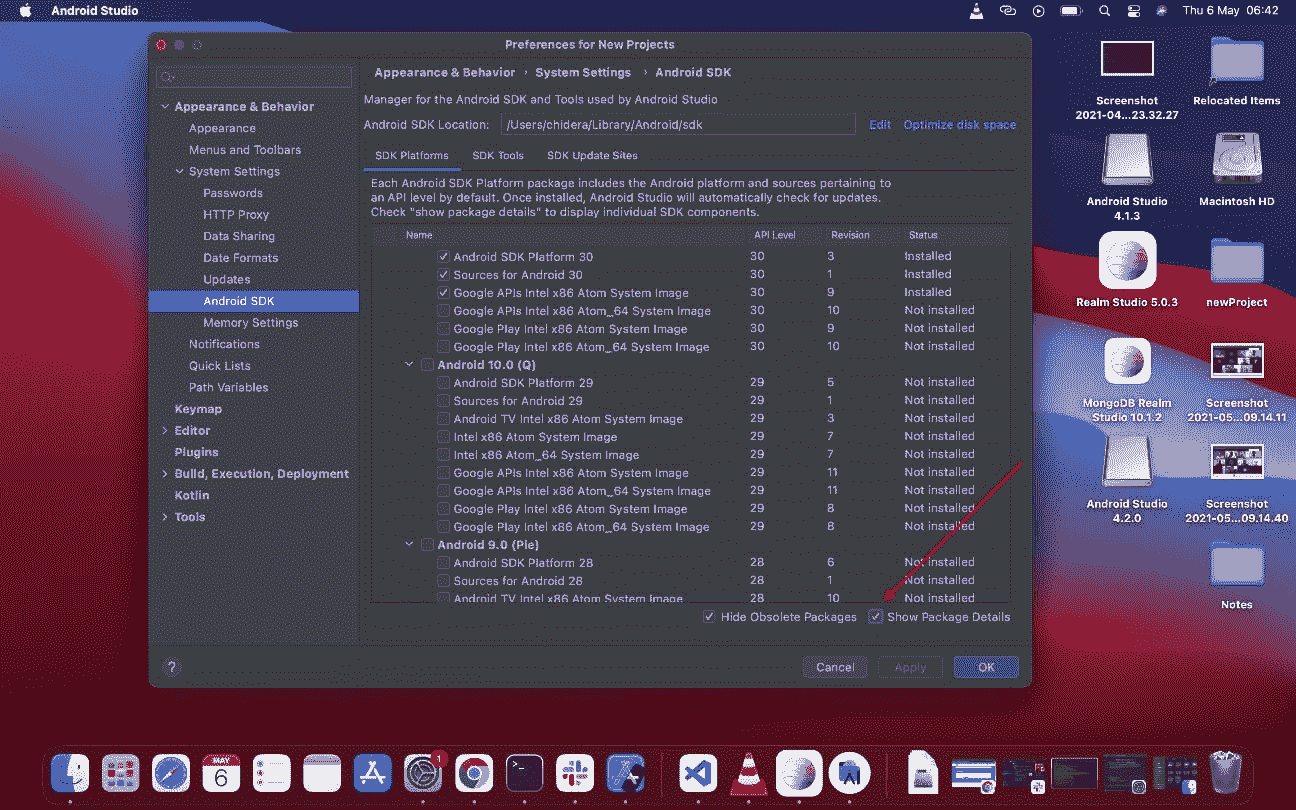 Android Studio
Thu 6 May 06:42
Preferences for New Projects
Appearance & Behavior
Appearance
Menus and Toolbars
System Settings
Passwords
HTTP Proxy
Data Sharing
Date Formats
Updates
Android SDK
Memory Settings
Notifications
Quick Lists
Path Variables
Keymap
Editor
Plugins
Build, Execution, Deployment
Kotlin
Tools
Appearance & Behavior › System Settings › Android SDK
Manager for the Android SDK and Tools used by Android Studio
Android SDK Location: /Users/chidera/Library/Android/sdk Edit Optimize disk space
SDK Platforms SDK Tools SDK Update Sites
Each Android SDK Platform package includes the Android platform and sources pertaining to
an API level by default. Once installed, Android Studio will automatically check for updates.
Check "show package details" to display individual SDK components.
Name API Level Revision Status
Android SDK Platform 30 30 3 Installed
Sources for Android 30 30 1 Installed
Google APIs Intel x86 Atom System Image 30 9 Installed
Google APIs Intel x86 Atom_64 System Image 30 10 Not installed
Google Play Intel x86 Atom System Image 30 9 Not installed
Google Play Intel x86 Atom_64 System Image 30 10 Not installed
Android 10.0 (Q)
Android SDK Platform 29 29 5 Not installed
Sources for Android 29 29 1 Not installed
Android TV Intel x86 Atom System Image 29 3 Not installed
Intel x86 Atom System Image 29 7 Not installed
Intel x86 Atom_64 System Image 29 7 Not installed
Google APIs Intel x86 Atom System Image 29 11 Not installed
Google APIs Intel x86 Atom_64 System Image 29 11 Not installed
Google Play Intel x86 Atom System Image 29 8 Not installed
Google Play Intel x86 Atom_64 System Image 29 8 Not installed
Android 9.0 (Pie)
Android SDK Platform 28 28 6 Not installed
Sources for Android 28 28 1 Not installed
Android TV Intel x86 Atom System Image 28 10 Not installed
Hide Obsolete Packages Show Package Details
? Cancel Apply OK
Screenshot
2021-04...23.32.27
Relocated Items
Android Studio
4.1.3
Macintosh HD
Realm Studio 5.0.3
newProject
MongoDB Realm
Studio 10.1.2
Screenshot
2021-05...09.14.11
Android Studio
4.2.0
Screenshot
2021-05...09.14.40
Notes
MAY
6
1